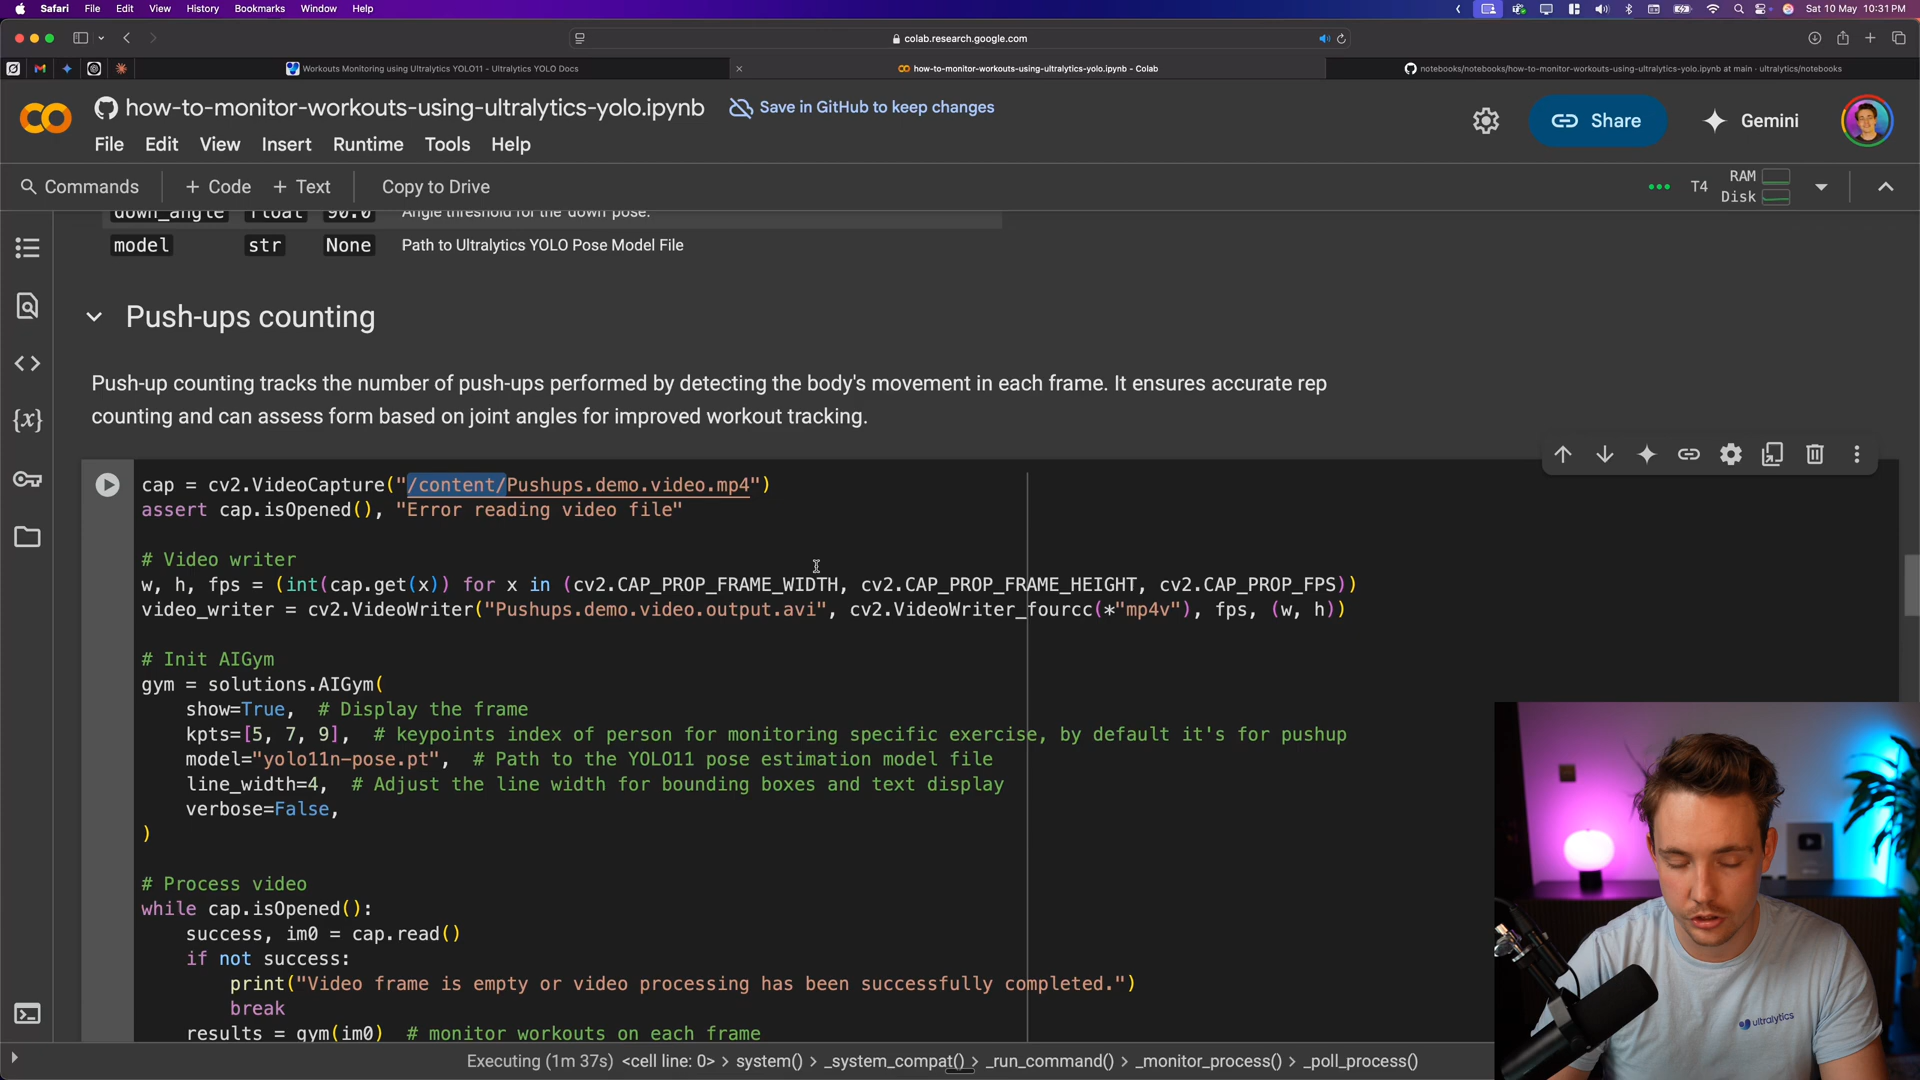 Safari File Edit View History Bookmarks Window Help
Sat 10 May 10:31 PM
colab.research.google.com
Workouts Monitoring using Ultralytics YOLO11 - Ultralytics YOLO Docs
how-to-monitor-workouts-using-ultralytics-yolo.ipynb - Colab
notebooks/notebooks/how-to-monitor-workouts-using-ultralytics-yolo.ipynb at main · ultralytics/notebooks
how-to-monitor-workouts-using-ultralytics-yolo.ipynb
Save in GitHub to keep changes
Share
Gemini
File Edit View Insert Runtime Tools Help
Commands + Code + Text Copy to Drive
T4 RAM
Disk
down_angle float 90.0 Angle threshold for the 'down' pose.
model str None Path to Ultralytics YOLO Pose Model File
Push-ups counting
Push-up counting tracks the number of push-ups performed by detecting the body's movement in each frame. It ensures accurate rep
counting and can assess form based on joint angles for improved workout tracking.
cap = cv2.VideoCapture("/content/Pushups.demo.video.mp4")
assert cap.isOpened(), "Error reading video file"
# Video writer
w, h, fps = (int(cap.get(x)) for x in (cv2.CAP_PROP_FRAME_WIDTH, cv2.CAP_PROP_FRAME_HEIGHT, cv2.CAP_PROP_FPS))
video_writer = cv2.VideoWriter("Pushups.demo.video.output.avi", cv2.VideoWriter_fourcc(*"mp4v"), fps, (w, h))
# Init AIGym
gym = solutions.AIGym(
show=True, # Display the frame
kpts=[5, 7, 9], # keypoints index of person for monitoring specific exercise, by default it's for pushup
model="yolo11n-pose.pt", # Path to the YOLO11 pose estimation model file
line_width=4, # Adjust the line width for bounding boxes and text display
verbose=False,
)
# Process video
while cap.isOpened():
success, im0 = cap.read()
if not success:
print("Video frame is empty or video processing has been successfully completed.")
break
results = gym(im0) # monitor workouts on each frame
ultralytics
Executing (1m 37s) <cell line: 0> > system() > _system_compat() > _run_command() > _monitor_process() > _poll_process()